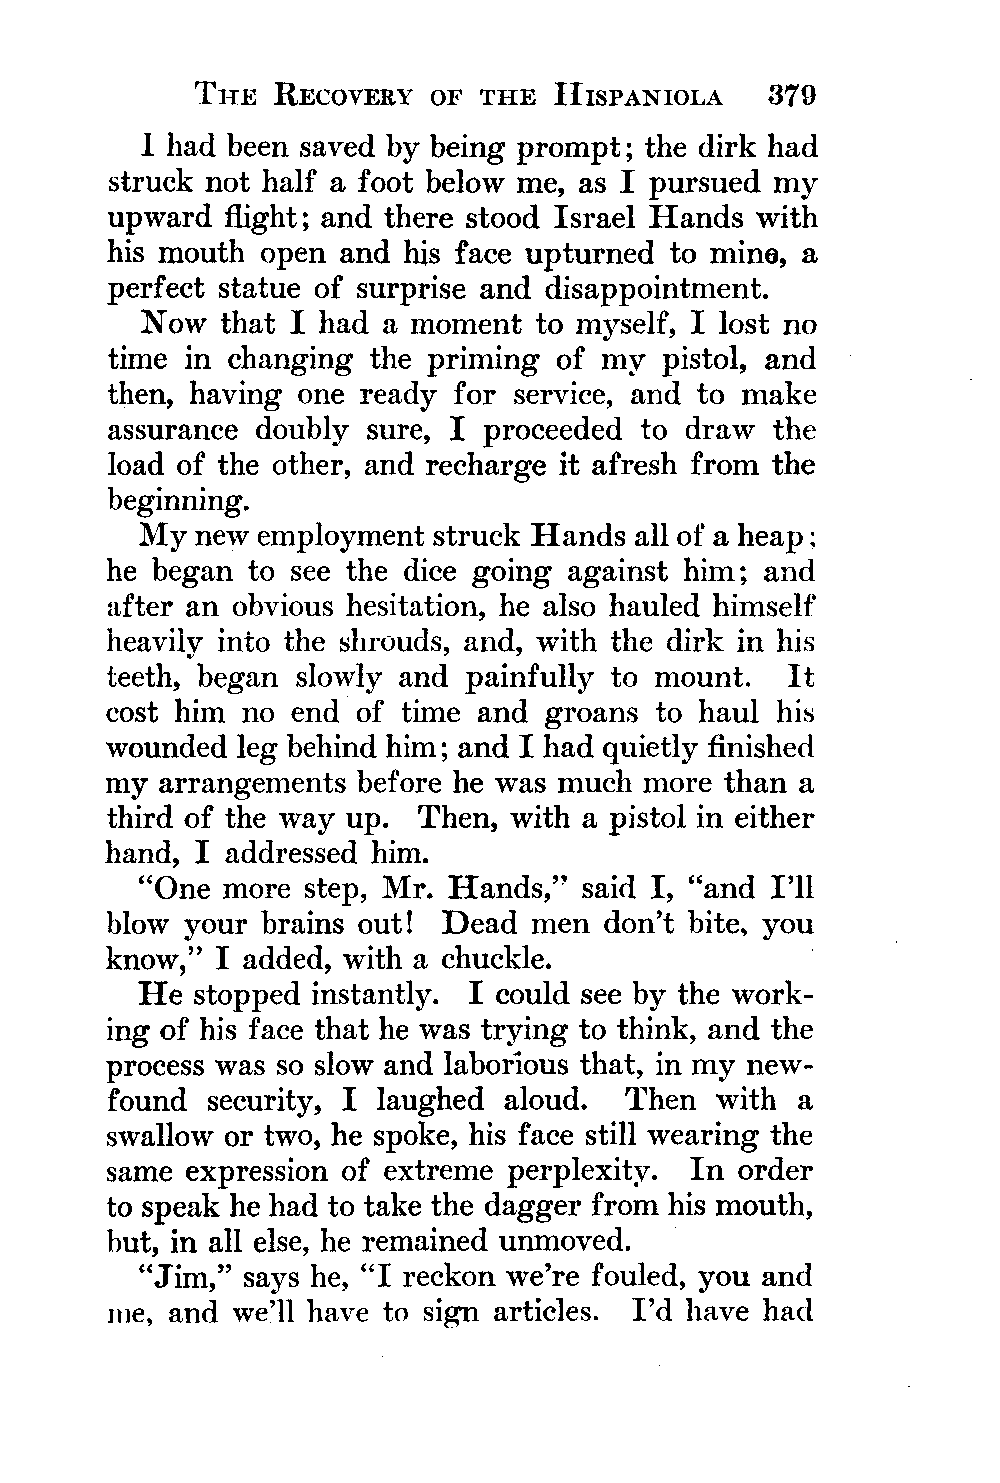 The Recovery of the Hispaniola 379
I had been saved by being prompt; the dirk had
struck not half a foot below me, as I pursued my
upward flight; and there stood Israel Hands with
his mouth open and his face upturned to mine, a
perfect statue of surprise and disappointment.
Now that I had a moment to myself, I lost no
time in changing the priming of my pistol, and
then, having one ready for service, and to make
assurance doubly sure, I proceeded to draw the
load of the other, and recharge it afresh from the
beginning.
My new employment struck Hands all of a heap;
he began to see the dice going against him; and
after an obvious hesitation, he also hauled himself
heavily into the shrouds, and, with the dirk in his
teeth, began slowly and painfully to mount. It
cost him no end of time and groans to haul his
wounded leg behind him; and I had quietly finished
my arrangements before he was much more than a
third of the way up. Then, with a pistol in either
hand, I addressed him.
“One more step, Mr. Hands,” said I, “and I’ll
blow your brains out! Dead men don’t bite, you
know,” I added, with a chuckle.
He stopped instantly. I could see by the work-
ing of his face that he was trying to think, and the
process was so slow and laborious that, in my new-
found security, I laughed aloud. Then with a
swallow or two, he spoke, his face still wearing the
same expression of extreme perplexity. In order
to speak he had to take the dagger from his mouth,
but, in all else, he remained unmoved.
“Jim,” says he, “I reckon we’re fouled, you and
me, and we’ll have to sign articles. I’d have had